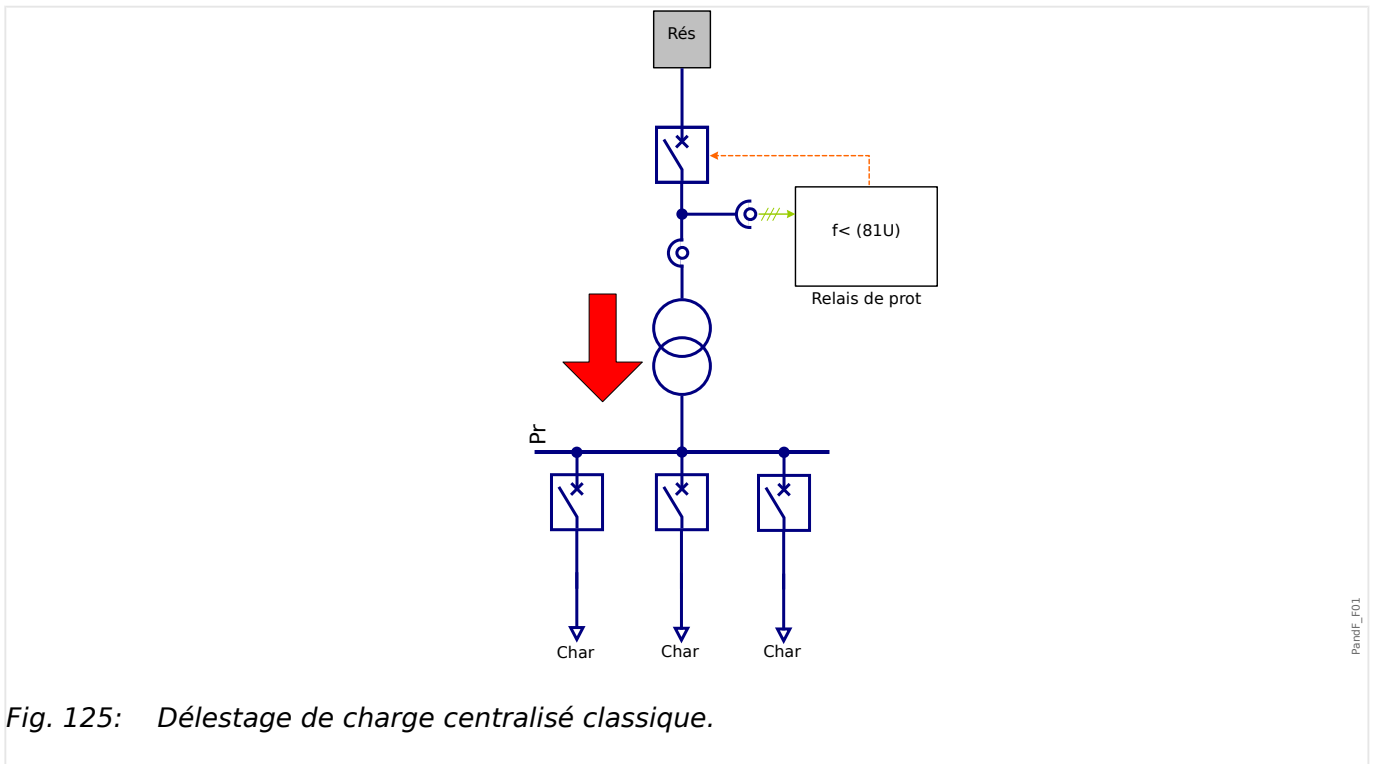 Rés
f< (81U)
Relais de prot
Pr
Char
Char
Char
PandF_F01
Fig. 125: Délestage de charge centralisé classique.